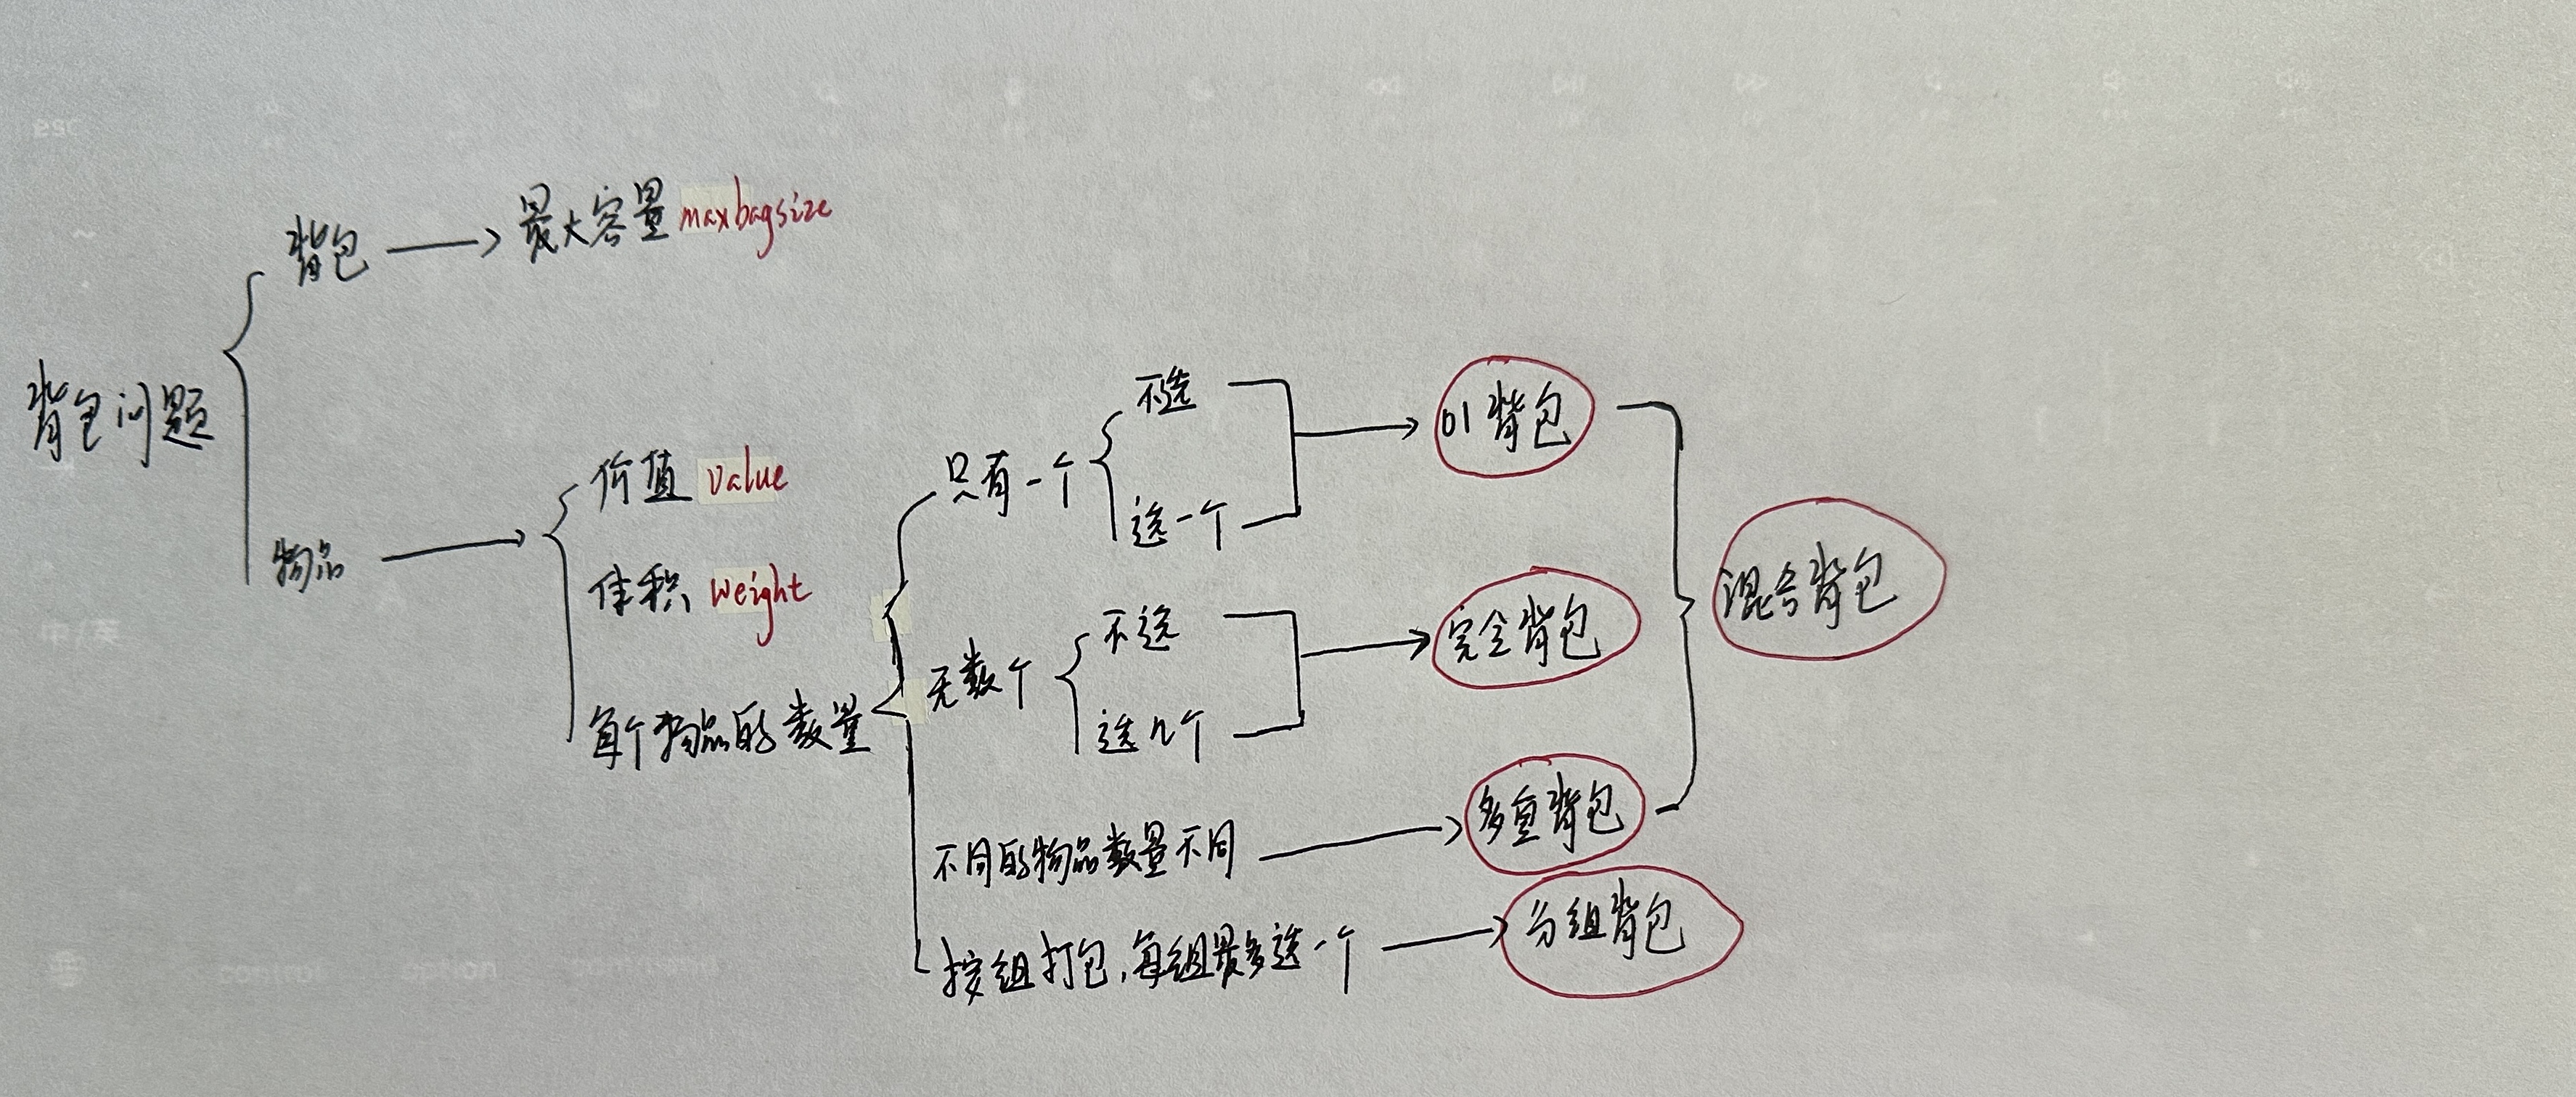 背包问题
背包
最大容量 maxbagsize
物品
价值 value
体积 weight
每个物品的数量
只有一个
不选
选一个
01背包
无数个
不选
选几个
完全背包
不同的物品数量不同
多重背包
按组打包,每组最多选一个
分组背包
混合背包
esc
中/英
option